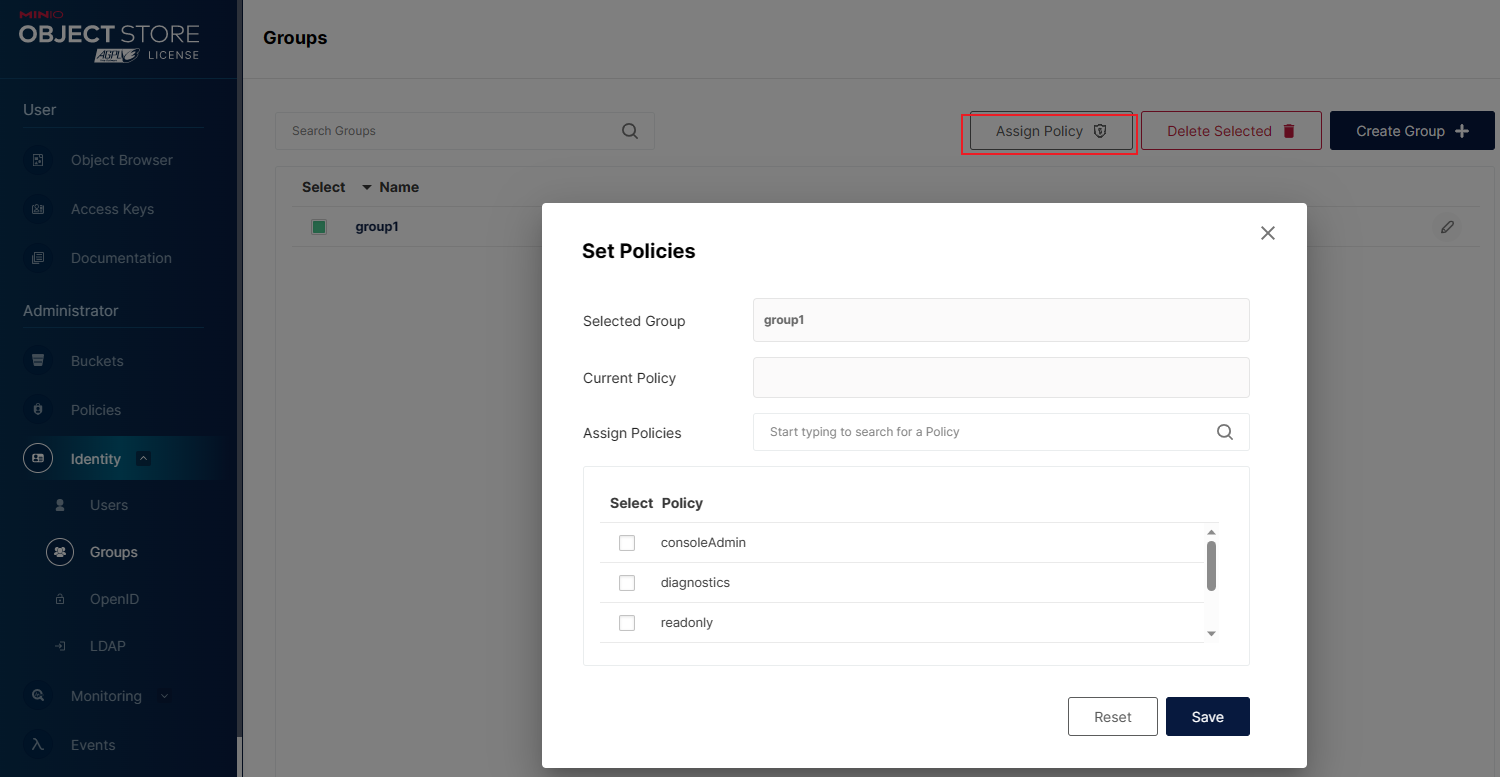 MINIO
OBJECT STORE
AGPLv3 LICENSE
Groups
User
Object Browser
Access Keys
Documentation
Administrator
Buckets
Policies
Identity
Users
Groups
OpenID
LDAP
Monitoring
Events
Search Groups
Assign Policy
Delete Selected
Create Group
Select Name
group1
Set Policies
Selected Group group1
Current Policy
Assign Policies Start typing to search for a Policy
Select Policy
consoleAdmin
diagnostics
readonly
Reset Save